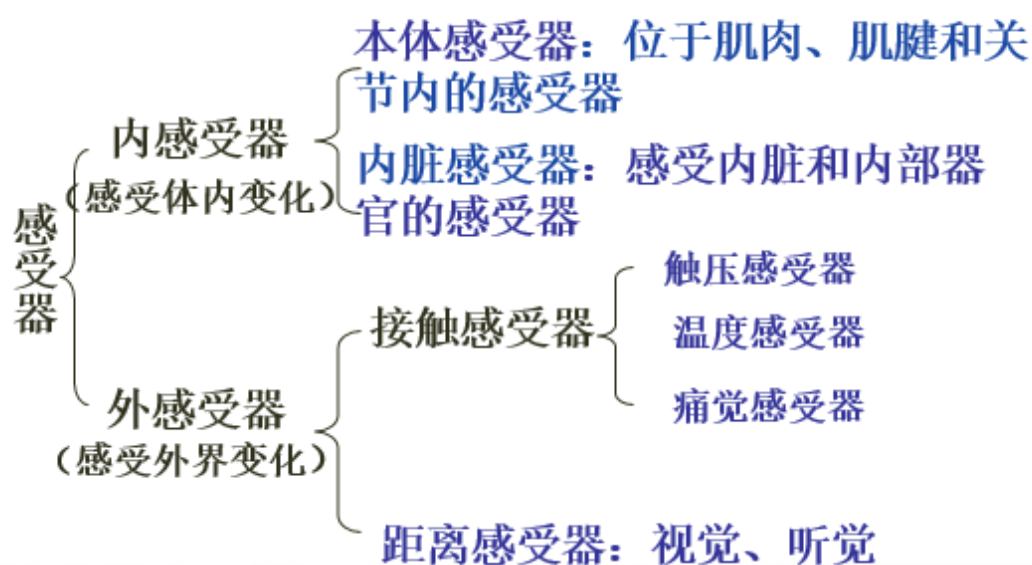 感受器
内感受器
（感受体内变化）
本体感受器：位于肌肉、肌腱和关
节内的感受器
内脏感受器：感受内脏和内部器
官的感受器
外感受器
（感受外界变化）
接触感受器
触压感受器
温度感受器
痛觉感受器
距离感受器：视觉、听觉